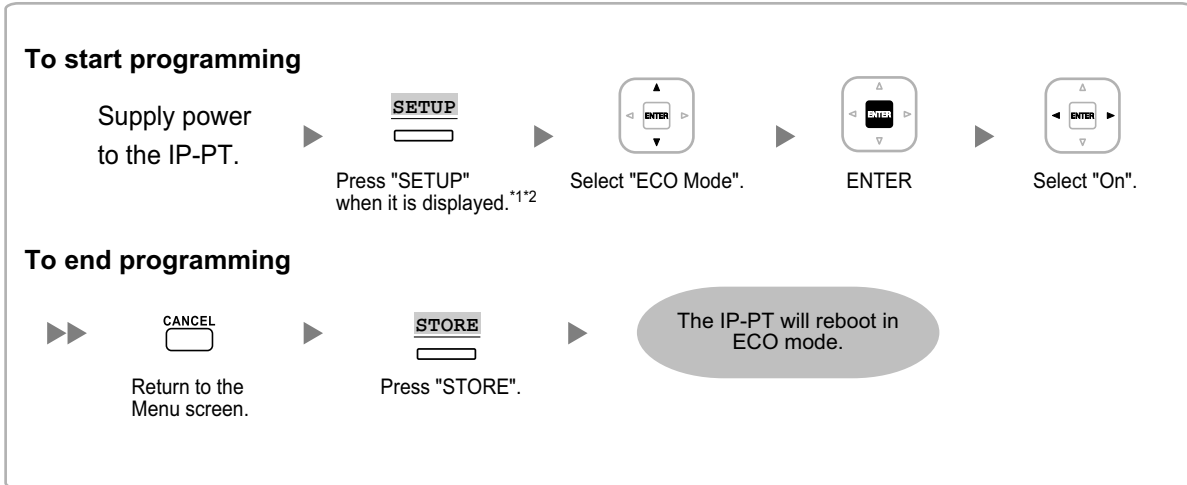 To start programming
Supply power
to the IP-PT.
SETUP
Press "SETUP"
when it is displayed.*1*2
ENTER
Select "ECO Mode".
ENTER
ENTER
ENTER
Select "On".
To end programming
CANCEL
Return to the
Menu screen.
STORE
Press "STORE".
The IP-PT will reboot in
ECO mode.